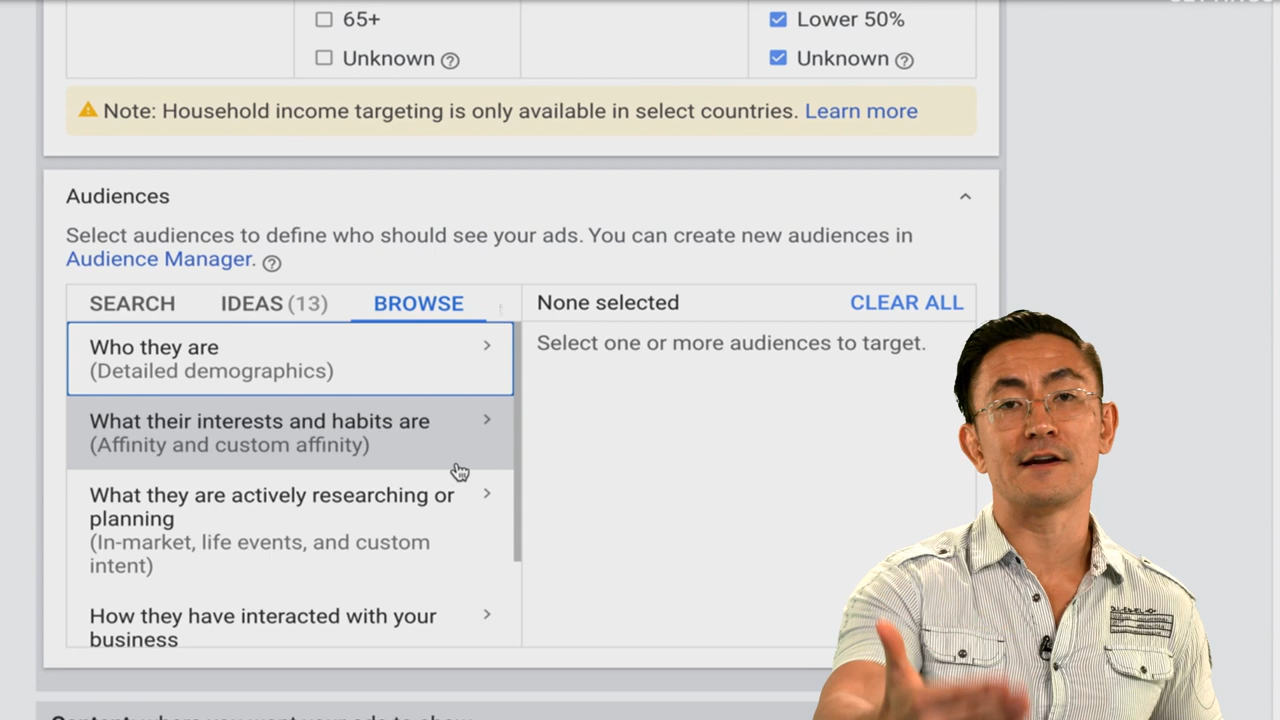 65+
Lower 50%
Unknown
Unknown
Note: Household income targeting is only available in select countries. Learn more
Audiences
Select audiences to define who should see your ads. You can create new audiences in
Audience Manager.
SEARCH IDEAS (13) BROWSE
None selected CLEAR ALL
Who they are
(Detailed demographics)
Select one or more audiences to target.
What their interests and habits are
(Affinity and custom affinity)
What they are actively researching or
planning
(In-market, life events, and custom
intent)
How they have interacted with your
business